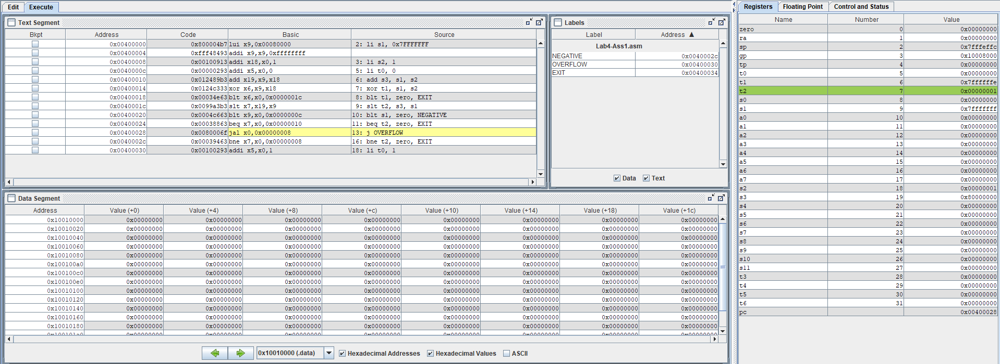 Edit Execute
Text Segment
Bkpt Address Code Basic Source
0x00400000 0x800004b7 lui x9,0x00080000 2: li s1, 0x7FFFFFFF
0x00400004 0xfff48493 addi x9,x9,0xffffffff
0x00400008 0x00100913 addi x18,x0,1 3: li s2, 1
0x0040000c 0x00000293 addi x5,x0,0 5: li t0, 0
0x00400010 0x012489b3 add x19,x9,x18 6: add s3, s1, s2
0x00400014 0x0124c333 xor x6,x9,x18 7: xor t1, s1, s2
0x00400018 0x00034e63 blt x6,x0,0x0000001c 8: blt t1, zero, EXIT
0x0040001c 0x0099a3b3 slt x7,x19,x9 9: slt t2, s3, s1
0x00400020 0x0004c663 blt x9,x0,0x0000000c 10: blt s1, zero, NEGATIVE
0x00400024 0x00038863 beq x7,x0,0x00000010 11: beq t2, zero, EXIT
0x00400028 0x0080006f jal x0,0x00000008 13: j OVERFLOW
0x0040002c 0x00039463 bne x7,x0,0x00000008 16: bne t2, zero, EXIT
0x00400030 0x00100293 addi x5,x0,1 18: li t0, 1
Labels
Label Address ▲
Lab4-Ass1.asm
NEGATIVE 0x0040002c
OVERFLOW 0x00400030
EXIT 0x00400034
Data Text
Data Segment
Address Value (+0) Value (+4) Value (+8) Value (+c) Value (+10) Value (+14) Value (+18) Value (+1c)
0x10010000 0x00000000 0x00000000 0x00000000 0x00000000 0x00000000 0x00000000 0x00000000 0x00000000
0x10010020 0x00000000 0x00000000 0x00000000 0x00000000 0x00000000 0x00000000 0x00000000 0x00000000
0x10010040 0x00000000 0x00000000 0x00000000 0x00000000 0x00000000 0x00000000 0x00000000 0x00000000
0x10010060 0x00000000 0x00000000 0x00000000 0x00000000 0x00000000 0x00000000 0x00000000 0x00000000
0x10010080 0x00000000 0x00000000 0x00000000 0x00000000 0x00000000 0x00000000 0x00000000 0x00000000
0x100100a0 0x00000000 0x00000000 0x00000000 0x00000000 0x00000000 0x00000000 0x00000000 0x00000000
0x100100c0 0x00000000 0x00000000 0x00000000 0x00000000 0x00000000 0x00000000 0x00000000 0x00000000
0x100100e0 0x00000000 0x00000000 0x00000000 0x00000000 0x00000000 0x00000000 0x00000000 0x00000000
0x10010100 0x00000000 0x00000000 0x00000000 0x00000000 0x00000000 0x00000000 0x00000000 0x00000000
0x10010120 0x00000000 0x00000000 0x00000000 0x00000000 0x00000000 0x00000000 0x00000000 0x00000000
0x10010140 0x00000000 0x00000000 0x00000000 0x00000000 0x00000000 0x00000000 0x00000000 0x00000000
0x10010160 0x00000000 0x00000000 0x00000000 0x00000000 0x00000000 0x00000000 0x00000000 0x00000000
0x10010180 0x00000000 0x00000000 0x00000000 0x00000000 0x00000000 0x00000000 0x00000000 0x00000000
0x10010000 (.data) Hexadecimal Addresses Hexadecimal Values ASCII
Registers Floating Point Control and Status
Name Number Value
zero 0 0x00000000
ra 1 0x00000000
sp 2 0x7fffeffc
gp 3 0x10008000
tp 4 0x00000000
t0 5 0x00000000
t1 6 0x7ffffffe
t2 7 0x00000001
s0 8 0x00000000
s1 9 0x7fffffff
a0 10 0x00000000
a1 11 0x00000000
a2 12 0x00000000
a3 13 0x00000000
a4 14 0x00000000
a5 15 0x00000000
a6 16 0x00000000
a7 17 0x00000000
s2 18 0x00000001
s3 19 0x80000000
s4 20 0x00000000
s5 21 0x00000000
s6 22 0x00000000
s7 23 0x00000000
s8 24 0x00000000
s9 25 0x00000000
s10 26 0x00000000
s11 27 0x00000000
t3 28 0x00000000
t4 29 0x00000000
t5 30 0x00000000
t6 31 0x00000000
pc 0x00400028